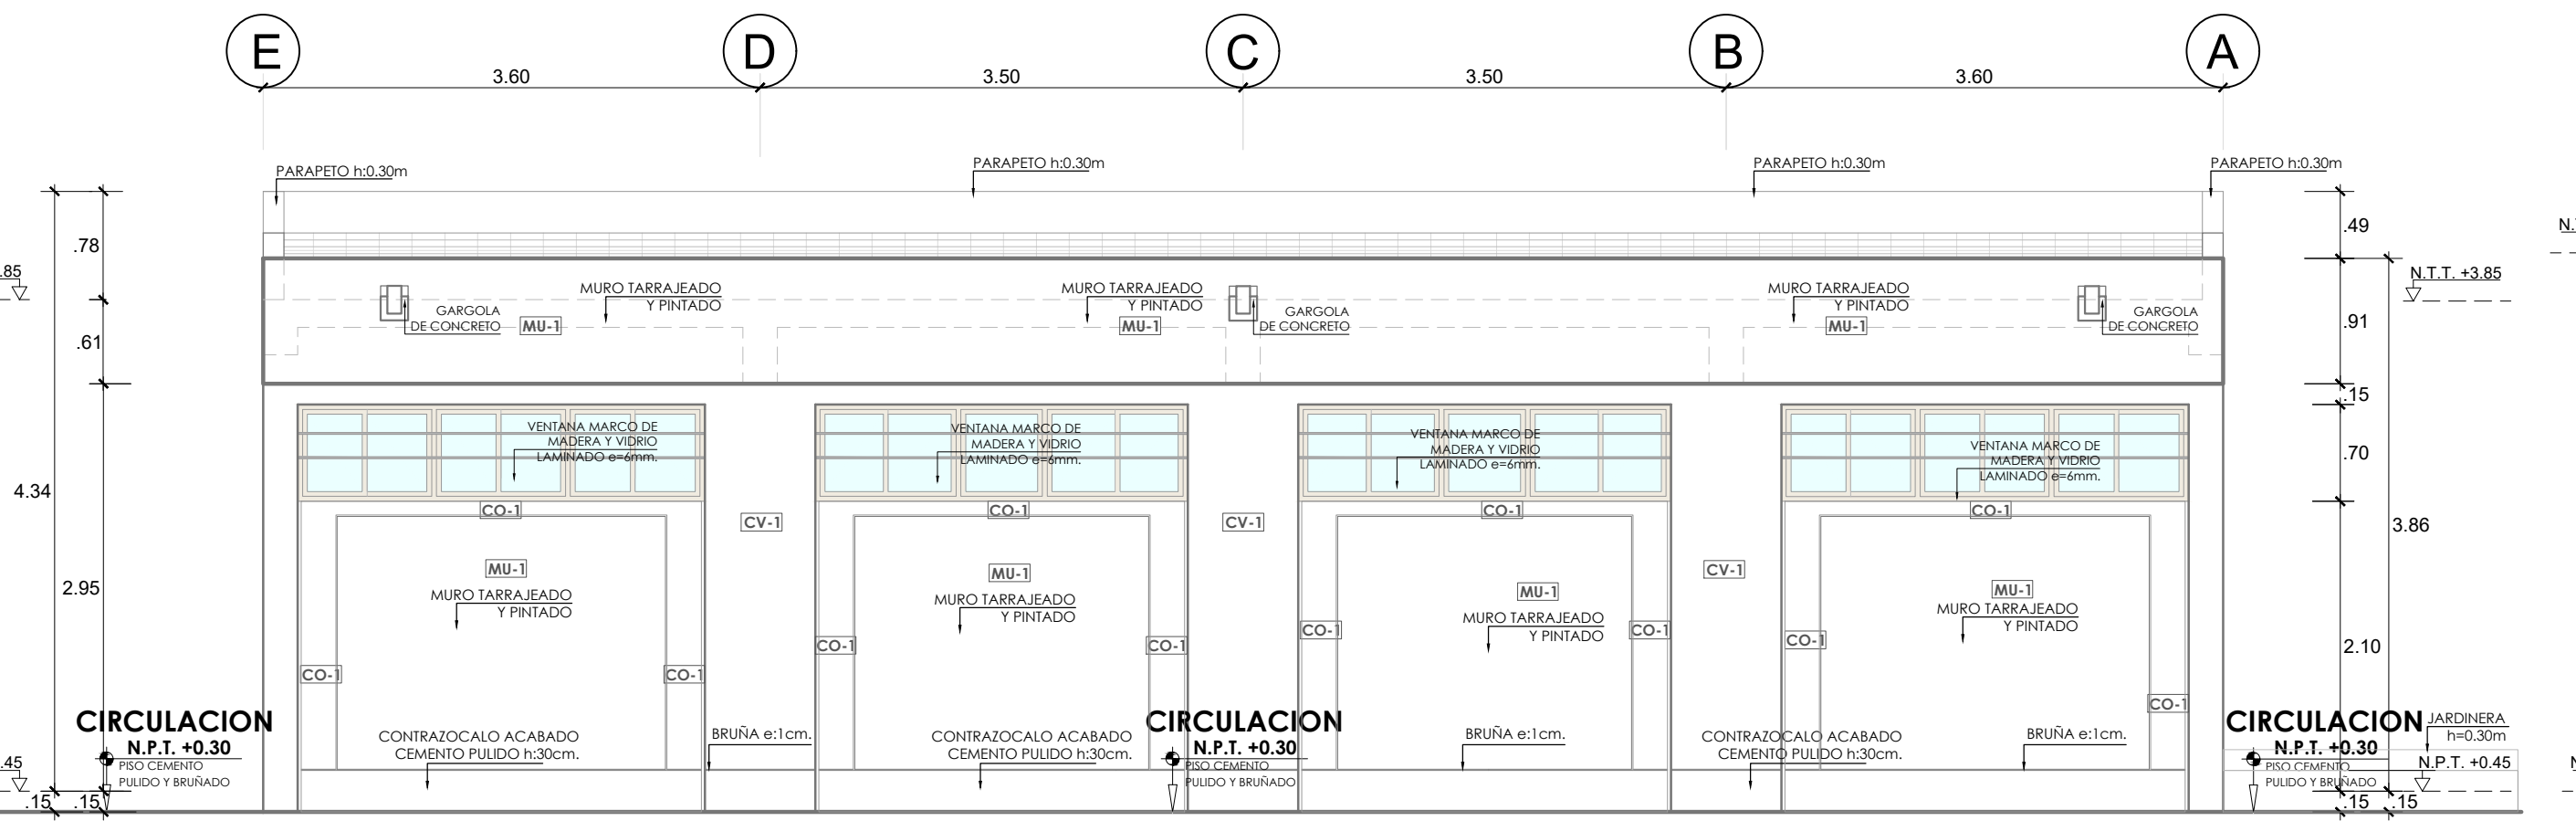 E
D
C
B
A
3.60
3.50
3.50
3.60
PARAPETO h:0.30m
PARAPETO h:0.30m
PARAPETO h:0.30m
PARAPETO h:0.30m
.78
.49
.85
N.T.T. +3.85
MURO TARRAJEADO
Y PINTADO
MURO TARRAJEADO
Y PINTADO
MURO TARRAJEADO
Y PINTADO
GARGOLA
DE CONCRETO
MU-1
MU-1
GARGOLA
DE CONCRETO
MU-1
GARGOLA
DE CONCRETO
.61
.91
.15
VENTANA MARCO DE
MADERA Y VIDRIO
LAMINADO e=6mm.
VENTANA MARCO DE
MADERA Y VIDRIO
LAMINADO e=6mm.
VENTANA MARCO DE
MADERA Y VIDRIO
LAMINADO e=6mm.
VENTANA MARCO DE
MADERA Y VIDRIO
LAMINADO e=6mm.
.70
4.34
CO-1
CO-1
CO-1
CO-1
CV-1
CV-1
CV-1
3.86
2.95
MU-1
MURO TARRAJEADO
Y PINTADO
MU-1
MURO TARRAJEADO
Y PINTADO
MU-1
MURO TARRAJEADO
Y PINTADO
MU-1
MURO TARRAJEADO
Y PINTADO
CO-1
CO-1
CO-1
CO-1
CO-1
CO-1
CO-1
CO-1
2.10
CIRCULACION
N.P.T. +0.30
PISO CEMENTO
PULIDO Y BRUÑADO
CONTRAZOCALO ACABADO
CEMENTO PULIDO h:30cm.
BRUÑA e:1cm.
CONTRAZOCALO ACABADO
CEMENTO PULIDO h:30cm.
CIRCULACION
N.P.T. +0.30
PISO CEMENTO
PULIDO Y BRUÑADO
BRUÑA e:1cm.
CONTRAZOCALO ACABADO
CEMENTO PULIDO h:30cm.
BRUÑA e:1cm.
CIRCULACION
N.P.T. +0.30
PISO CEMENTO
PULIDO Y BRUÑADO
JARDINERA
h=0.30m
N.P.T. +0.45
.45
.15
.15
.15
.15